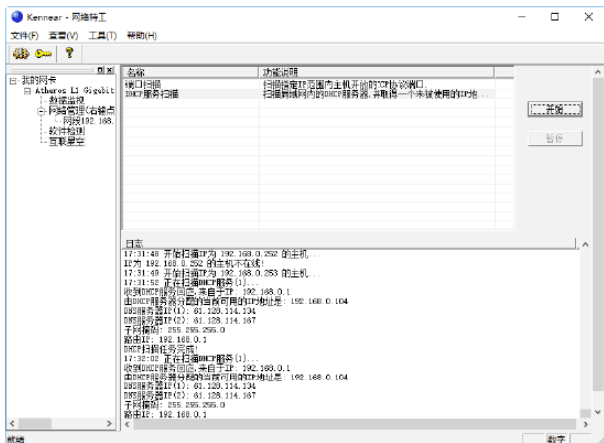 Kennear - 网络特工
文件(F) 查看(V) 工具(T) 帮助(H)
我的网卡
Atheros L1 Gigabit
数据监视
网络管理(右键点
网段192.168.
软件检测
互联星空
名称 功能说明
端口扫描 扫描指定IP范围内主机开放的TCP协议端口.
DHCP服务扫描 扫描局域网内的DHCP服务器,并取得一个未被使用的IP地...
开始
暂停
日志
17:31:48 开始扫描IP为 192.168.0.252 的主机...
IP为 192.168.0.252 的主机不在线!
17:31:49 开始扫描IP为 192.168.0.253 的主机...
17:31:52 正在扫描DHCP服务(1)...
收到DHCP服务回应,来自于IP: 192.168.0.1
由DHCP服务器分配的当前可用的IP地址是: 192.168.0.104
DNS服务器IP(1): 61.128.114.134
DNS服务器IP(2): 61.128.114.167
子网掩码: 255.255.255.0
路由IP: 192.168.0.1
DHCP扫描任务完成!
17:32:02 正在扫描DHCP服务(1)...
收到DHCP服务回应,来自于IP: 192.168.0.1
由DHCP服务器分配的当前可用的IP地址是: 192.168.0.104
DNS服务器IP(1): 61.128.114.134
DNS服务器IP(2): 61.128.114.167
子网掩码: 255.255.255.0
路由IP: 192.168.0.1
就绪 数字